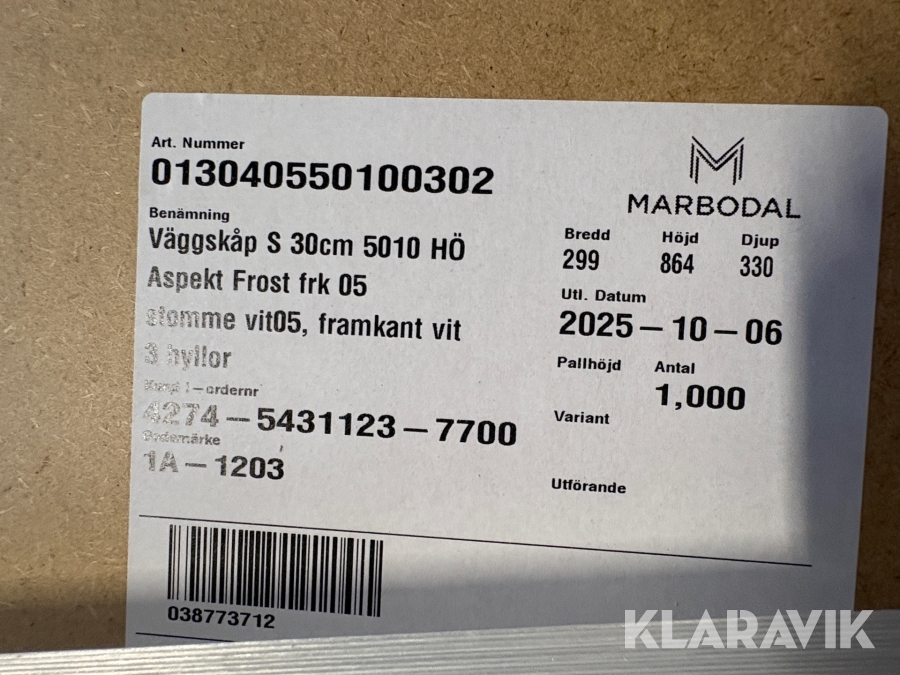 Art. Nummer
013040550100302
MARBODAL
Benämning
Väggskåp S 30cm 5010 HÖ
Aspekt Frost frk 05
stomme vit05, framkant vit
3 hyllor
Bredd Höjd Djup
299 864 330
Utl. Datum
2025-10-06
Pallhöjd Antal
1,000
Variant
Utförande
-ordernr
4274-5431123-7700
Godsmärke
1A-1203
038773712
KLARAVIK